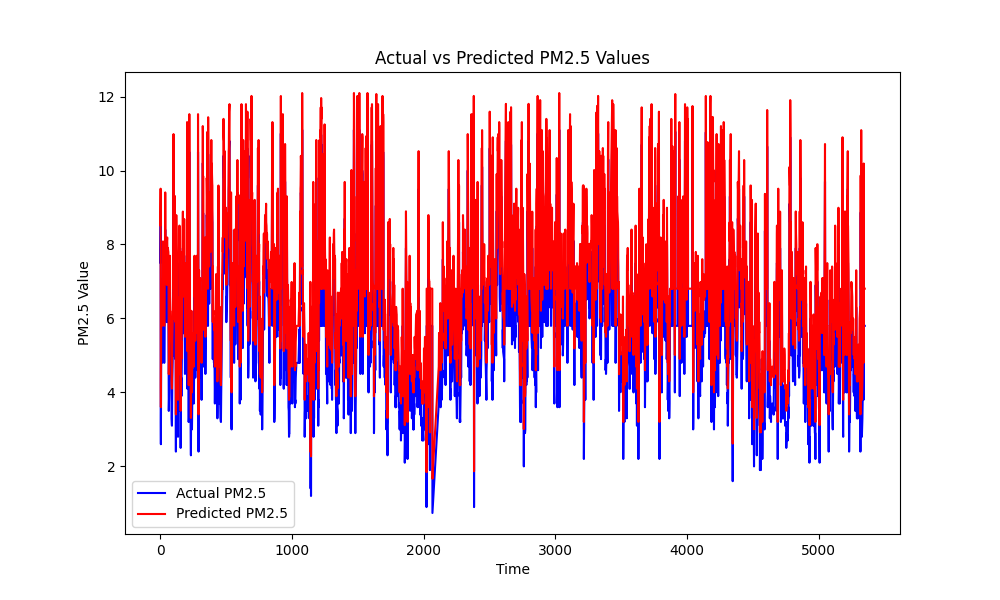 Actual vs Predicted PM2.5 Values
12
10
8
6
4
2
PM2.5 Value
Actual PM2.5
Predicted PM2.5
0 1000 2000 3000 4000 5000
Time